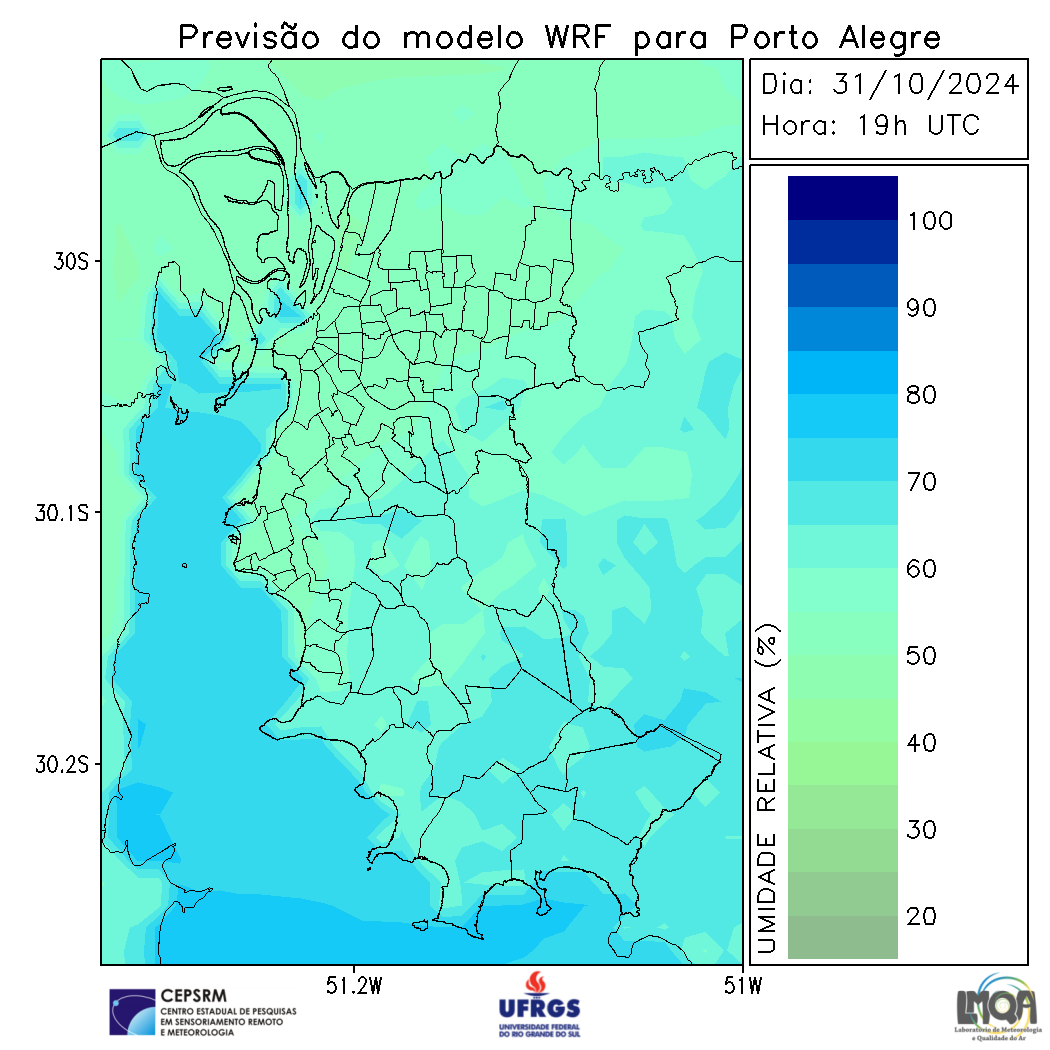 Previsão do modelo WRF para Porto Alegre
Dia: 31/10/2024
Hora: 19h UTC
30S
30.1S
30.2S
51.2W
51W
UMIDADE RELATIVA (%)
100
90
80
70
60
50
40
30
20
CEPSRM
CENTRO ESTADUAL DE PESQUISAS
EM SENSORIAMENTO REMOTO
E METEOROLOGIA
UFRGS
UNIVERSIDADE FEDERAL
DO RIO GRANDE DO SUL
LMQA
Laboratório de Meteorologia
e Qualidade do Ar